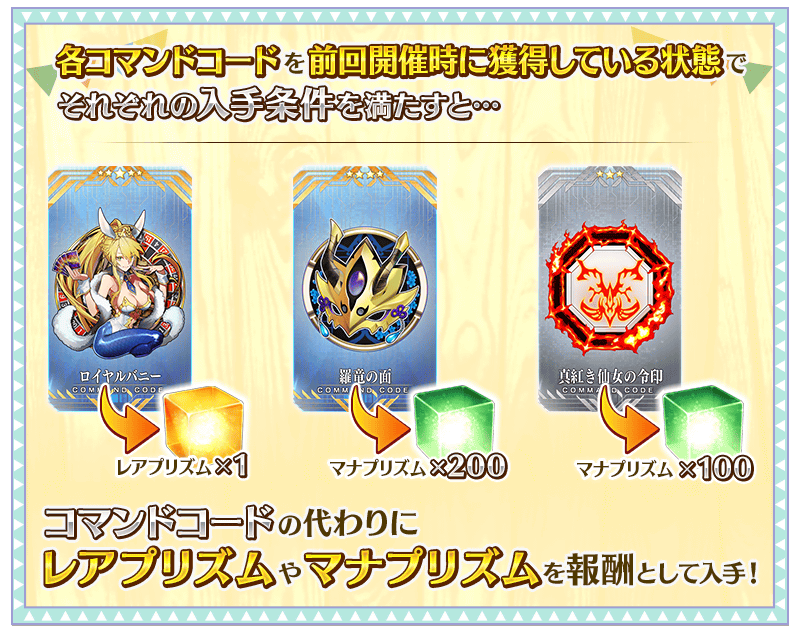 各コマンドコードを前回開催時に獲得している状態で
それぞれの入手条件を満たすと…
ロイヤルバニー
COMMAND CODE
羅竜の面
COMMAND CODE
真紅き仙女の令印
COMMAND CODE
レアプリズム×1
マナプリズム×200
マナプリズム×100
コマンドコードの代わりに
レアプリズムやマナプリズムを報酬として入手!